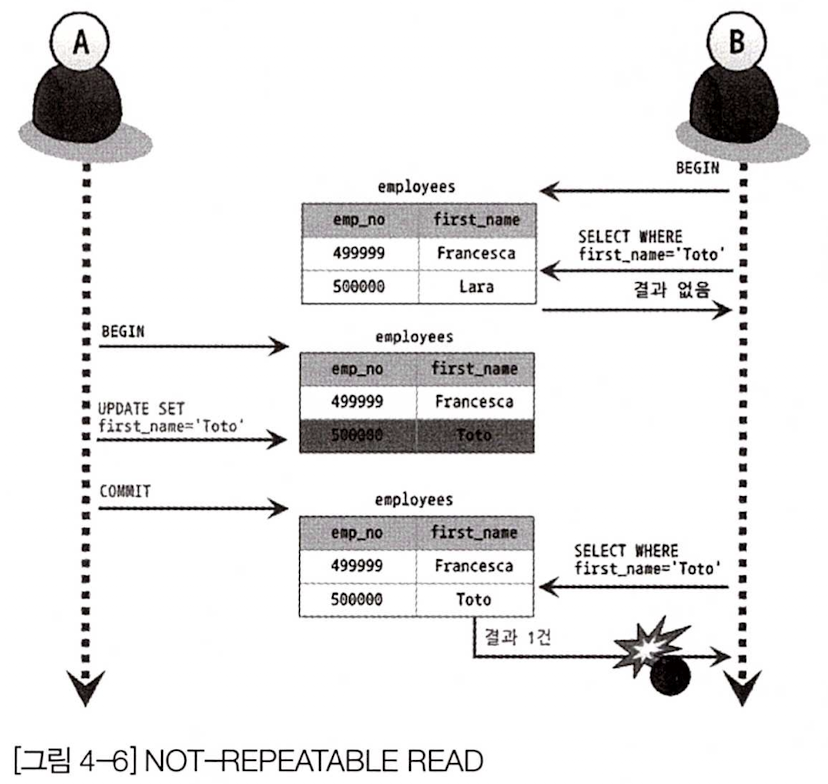 A
B
BEGIN
employees
emp_no first_name
499999 Francesca
500000 Lara
SELECT WHERE
first_name='Toto'
결과 없음
BEGIN
employees
emp_no first_name
499999 Francesca
500000 Toto
UPDATE SET
first_name='Toto'
COMMIT
employees
emp_no first_name
499999 Francesca
500000 Toto
SELECT WHERE
first_name='Toto'
결과 1건
[그림 4-6] NOT-REPEATABLE READ